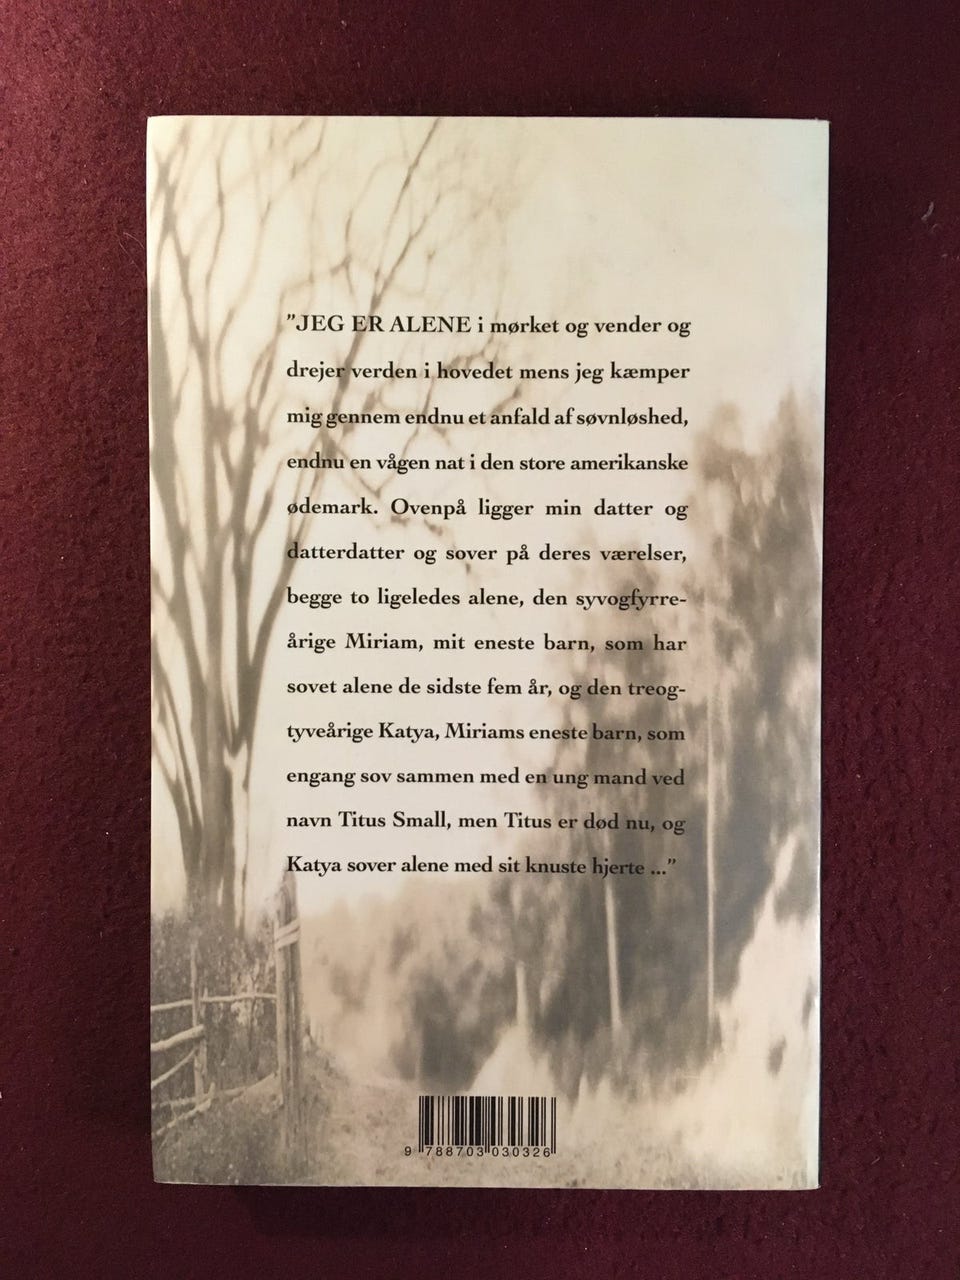 ”JEG ER ALENE i mørket og vender og
drejer verden i hovedet mens jeg kæmper
mig gennem endnu et anfald af søvnløshed,
endnu en vågen nat i den store amerikanske
ødemark. Ovenpå ligger min datter og
datterdatter og sover på deres værelser,
begge to ligeledes alene, den syvogfyrre-
årige Miriam, mit eneste barn, som har
sovet alene de sidste fem år, og den treog-
tyveårige Katya, Miriams eneste barn, som
engang sov sammen med en ung mand ved
navn Titus Small, men Titus er død nu, og
Katya sover alene med sit knuste hjerte ...”
9 788703 030326